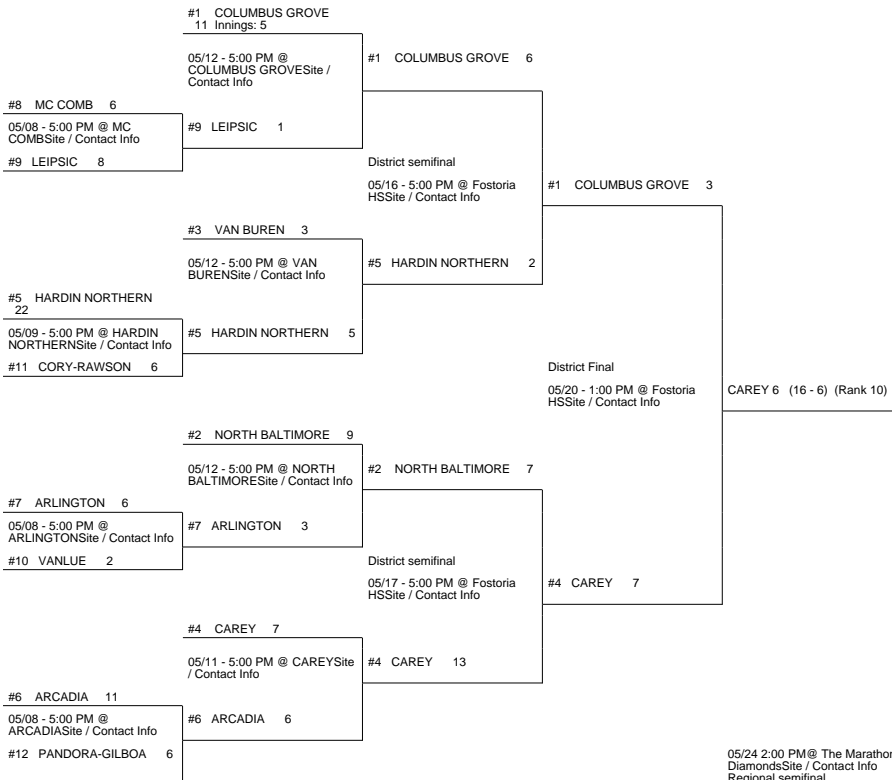 #1 COLUMBUS GROVE
11 Innings: 5
05/12 - 5:00 PM @
COLUMBUS GROVESite /
Contact Info
#1 COLUMBUS GROVE 6
#8 MC COMB 6
05/08 - 5:00 PM @ MC
COMBSite / Contact Info
#9 LEIPSIC 1
#9 LEIPSIC 8
District semifinal
05/16 - 5:00 PM @ Fostoria
HSSite / Contact Info
#1 COLUMBUS GROVE 3
#3 VAN BUREN 3
05/12 - 5:00 PM @ VAN
BURENSite / Contact Info
#5 HARDIN NORTHERN 2
#5 HARDIN NORTHERN
22
05/09 - 5:00 PM @ HARDIN
NORTHERNSite / Contact Info
#5 HARDIN NORTHERN 5
#11 CORY-RAWSON 6
District Final
05/20 - 1:00 PM @ Fostoria
HSSite / Contact Info
CAREY 6 (16 - 6) (Rank 10)
#2 NORTH BALTIMORE 9
05/12 - 5:00 PM @ NORTH
BALTIMORESite / Contact Info
#2 NORTH BALTIMORE 7
#7 ARLINGTON 6
05/08 - 5:00 PM @
ARLINGTONSite / Contact Info
#7 ARLINGTON 3
#10 VANLUE 2
District semifinal
05/17 - 5:00 PM @ Fostoria
HSSite / Contact Info
#4 CAREY 7
#4 CAREY 7
05/11 - 5:00 PM @ CAREYSite
/ Contact Info
#4 CAREY 13
#6 ARCADIA 11
05/08 - 5:00 PM @
ARCADIASite / Contact Info
#6 ARCADIA 6
#12 PANDORA-GILBOA 6
05/24 2:00 PM@ The Marathon
DiamondsSite / Contact Info
Regional semifinal